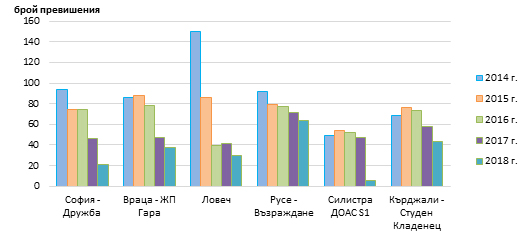 брой превишения
160
140
120
100
80
60
40
20
0
2014 г.
2015 г.
2016 г.
2017 г.
2018 г.
София - Дружба
Враца - ЖП Гара
Ловеч
Русе - Възраждане
Силистра ДОАС S1
Кърджали - Студен Кладенец